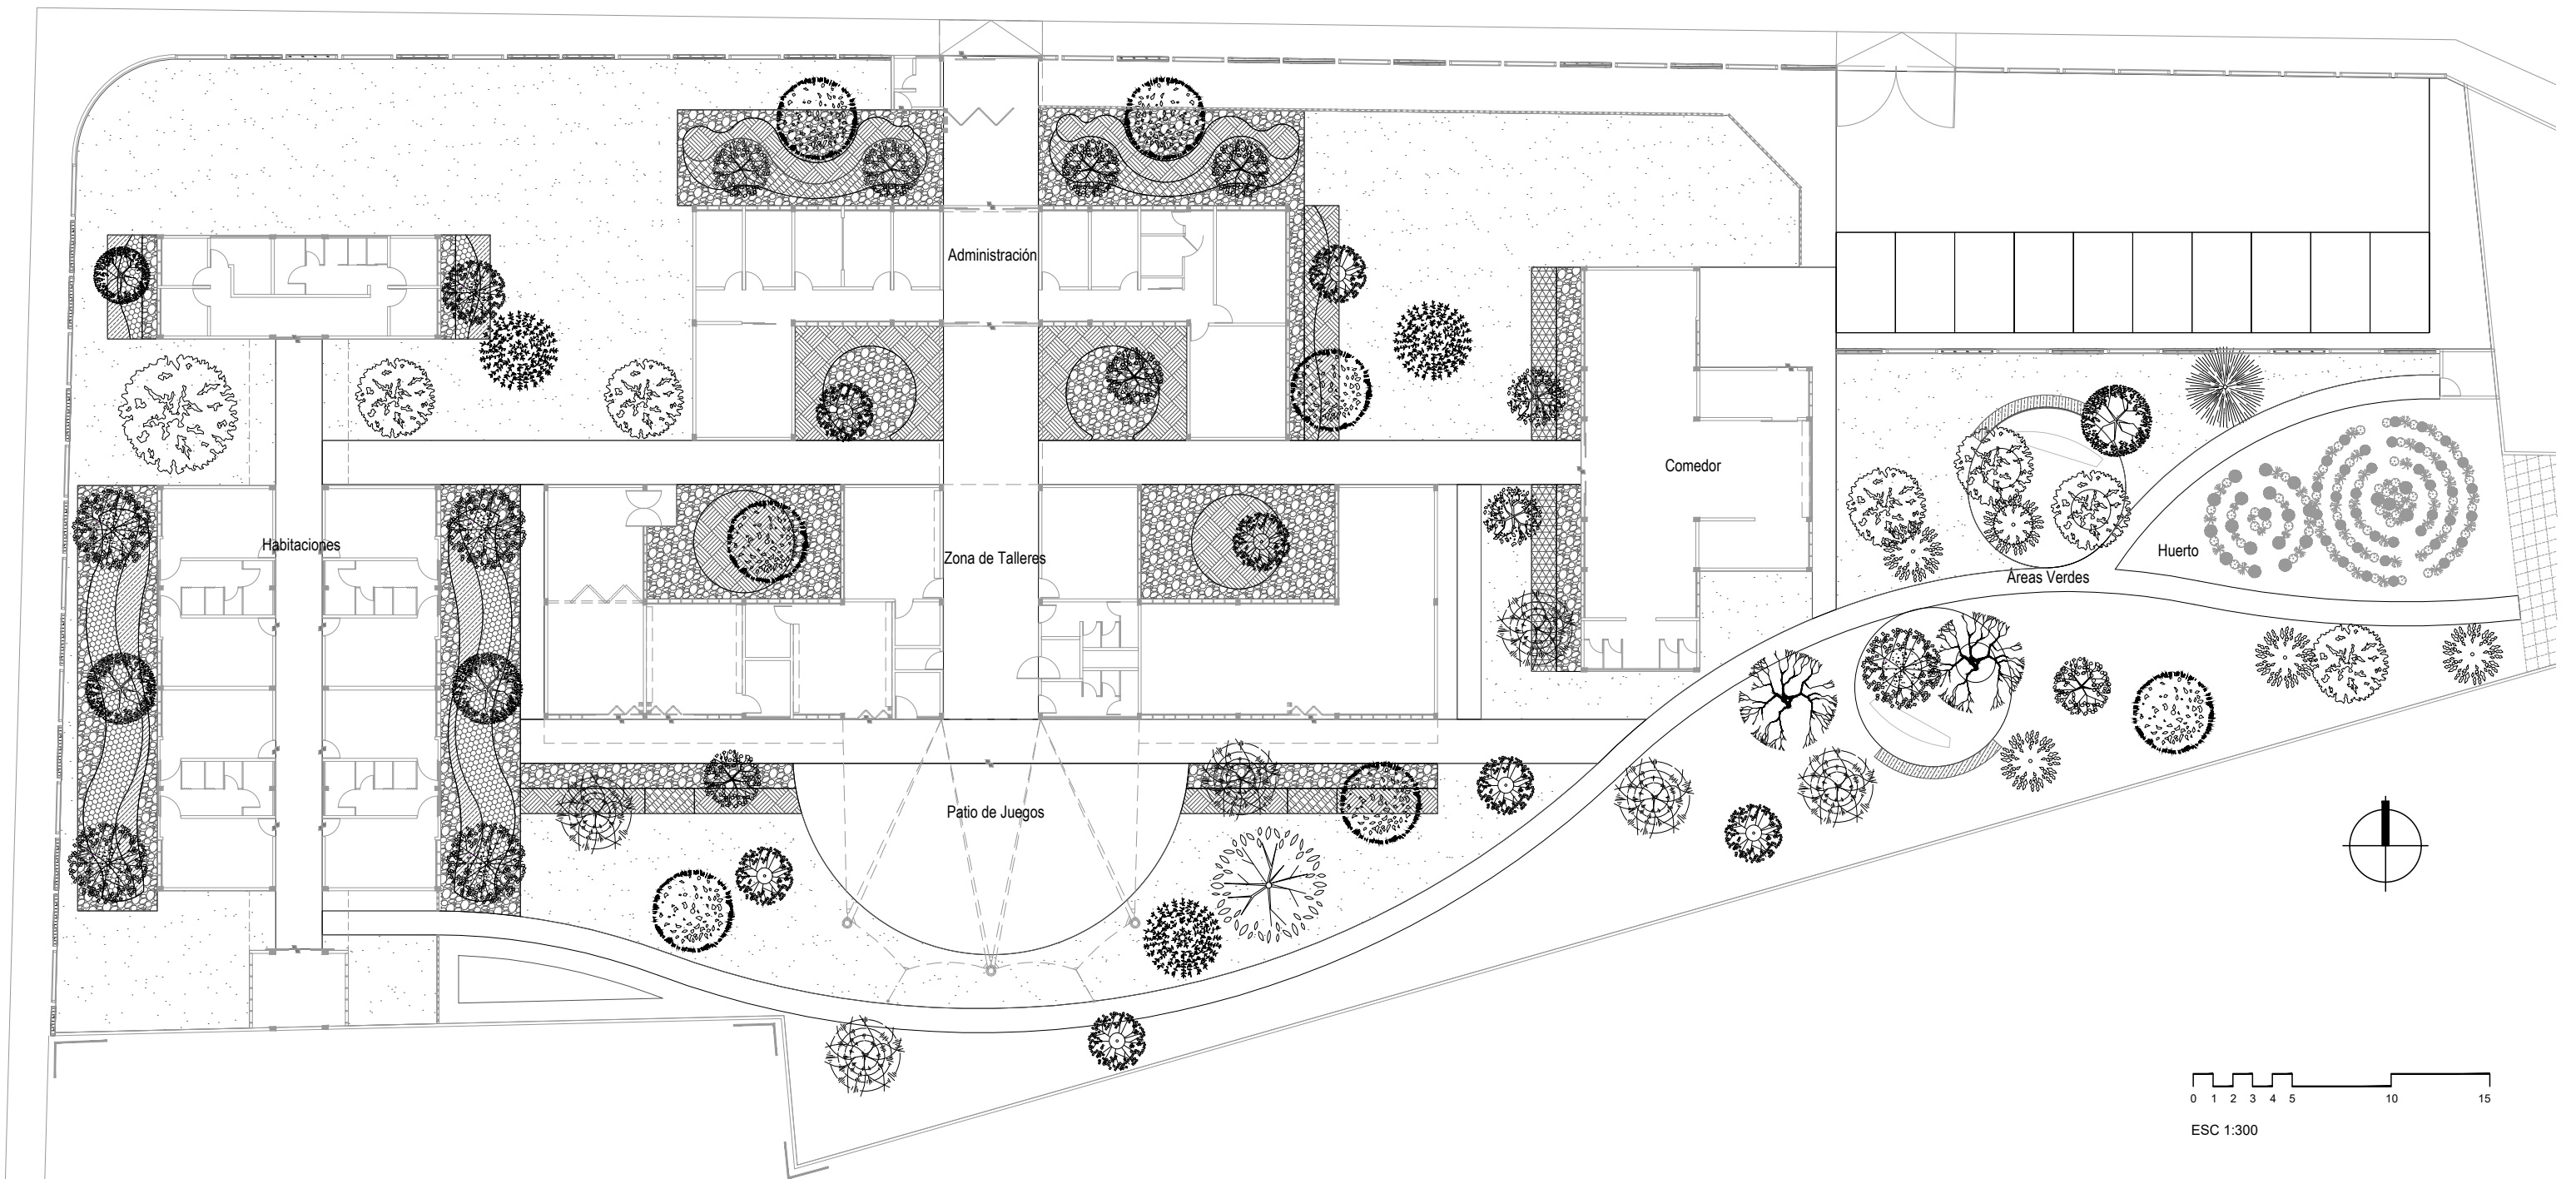 Administración
Comedor
Habitaciones
Zona de Talleres
Huerto
Áreas Verdes
Patio de Juegos
0 1 2 3 4 5 10 15
ESC 1:300